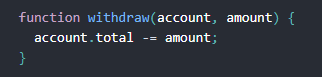 function withdraw(account, amount) {
  account.total -= amount;
}